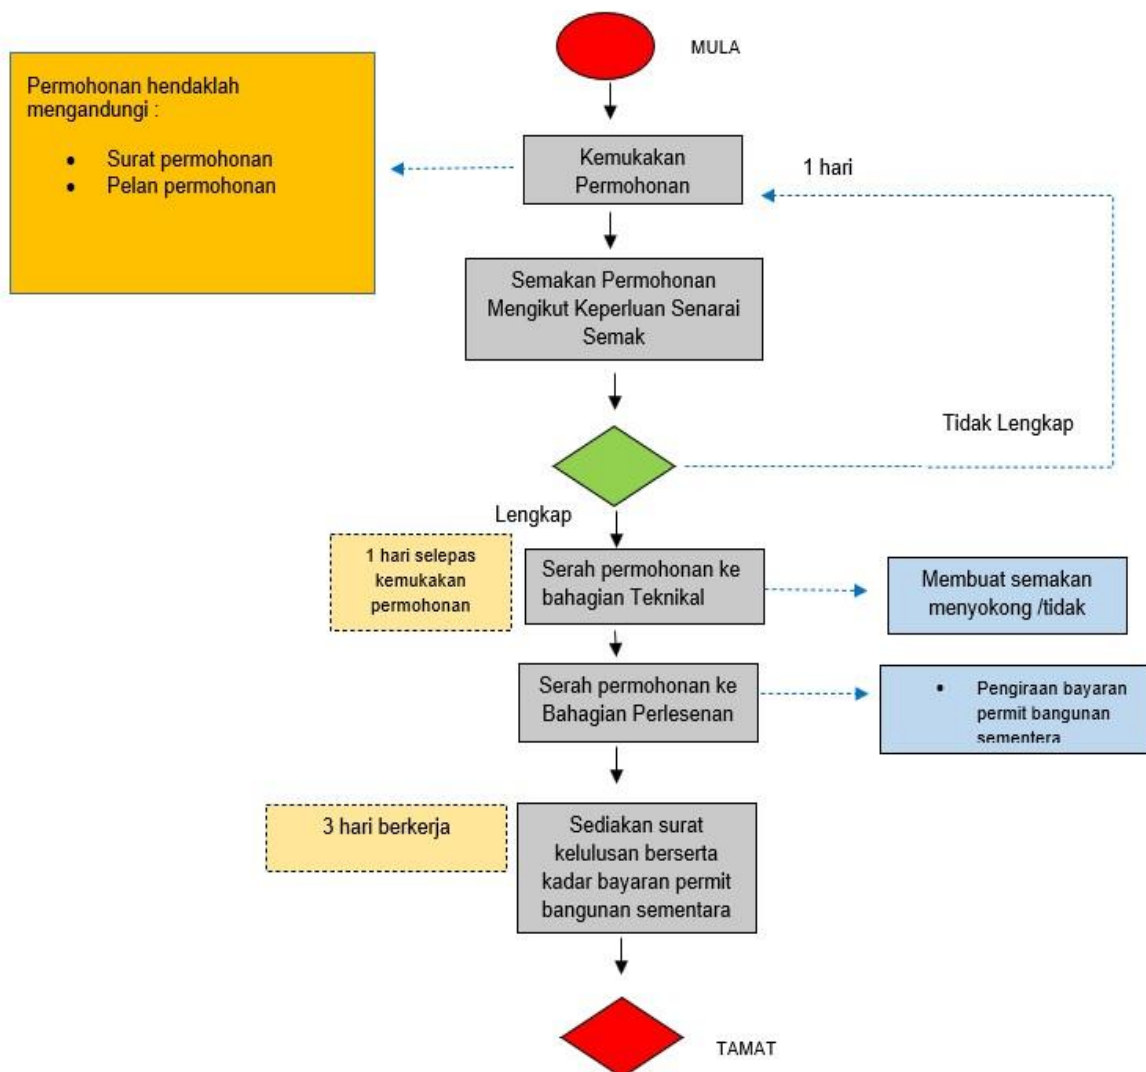 MULA
Permohonan hendaklah
mengandungi :
• Surat permohonan
• Pelan permohonan
Kemukakan
Permohonan
1 hari
Semakan Permohonan
Mengikut Keperluan Senarai
Semak
Tidak Lengkap
Lengkap
1 hari selepas
kemukakan
permohonan
Serah permohonan ke
bahagian Teknikal
Membuat semakan
menyokong /tidak
Serah permohonan ke
Bahagian Perlesenan
• Pengiraan bayaran
permit bangunan
sementera
3 hari berkerja
Sediakan surat
kelulusan berserta
kadar bayaran permit
bangunan sementara
TAMAT